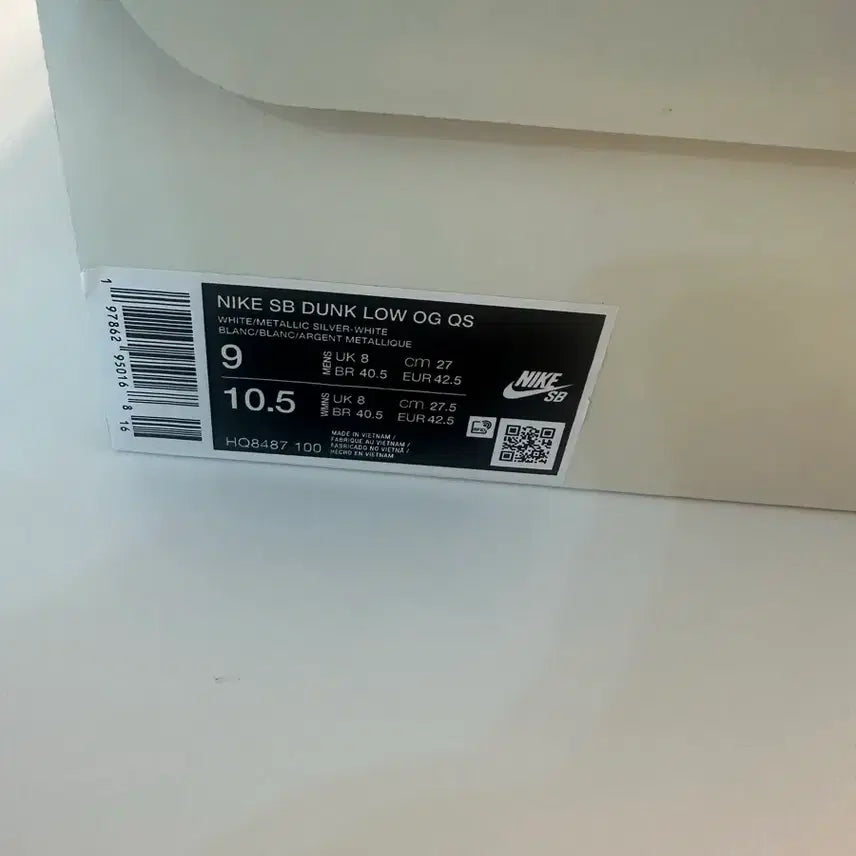 NIKE SB DUNK LOW OG QS
WHITE/METALLIC SILVER-WHITE
BLANC/BLANC/ARGENT METALLIQUE
9 MENS UK 8 cm 27
BR 40.5 EUR 42.5
10.5 WMNS UK 8 cm 27.5
BR 40.5 EUR 42.5
HQ8487 100
MADE IN VIETNAM /
FABRIQUE AU VIETNAM /
FABRICADO NO VIETNÃ /
HECHO EN VIETNAM
NIKE
SB
1 97862 95016 8 16